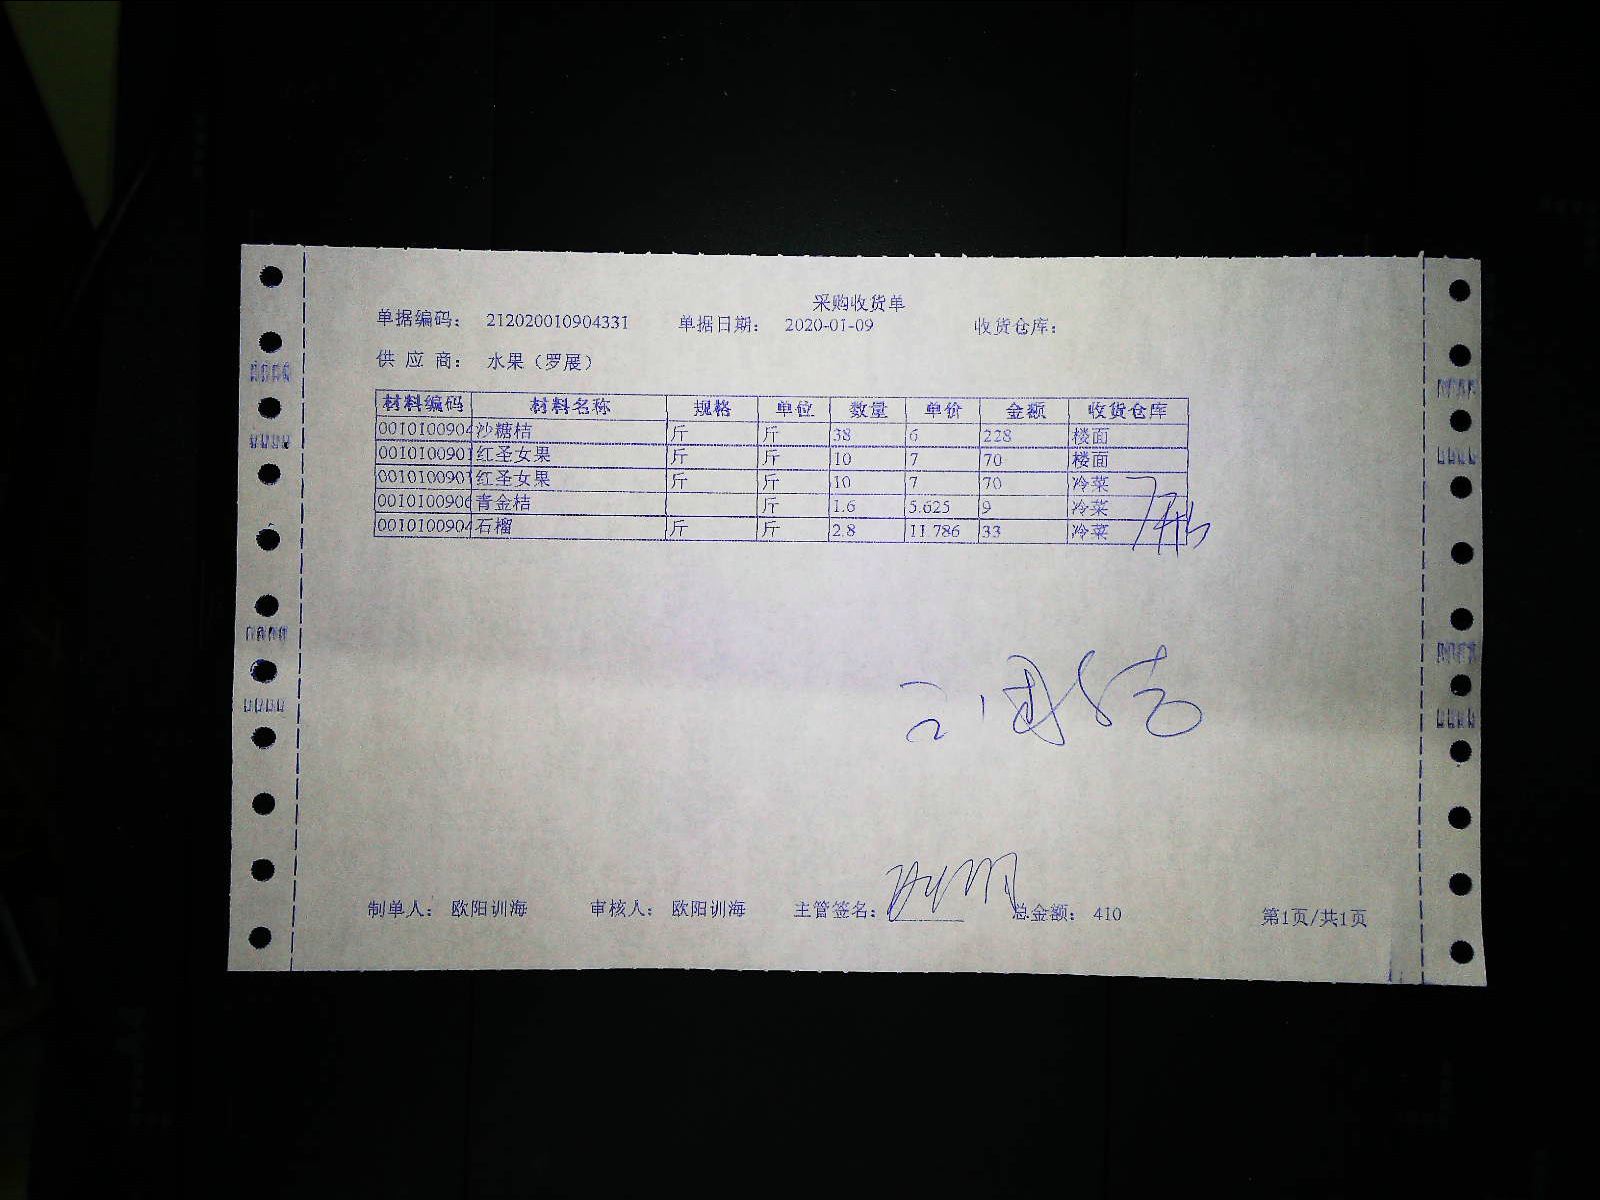 采购收货单
单据编码： 212020010904331 单据日期： 2020-01-09 收货仓库：
供 应 商： 水果（罗展）
材料编码 材料名称 规格 单位 数量 单价 金额 收货仓库
0010100904 沙糖桔 斤 斤 38 6 228 楼面
0010100901 红圣女果 斤 斤 10 7 70 楼面
0010100901 红圣女果 斤 斤 10 7 70 冷菜
0010100906 青金桔 斤 1.6 5.625 9 冷菜
0010100904 石榴 斤 斤 2.8 11.786 33 冷菜
制单人： 欧阳训海 审核人： 欧阳训海 主管签名： 总金额： 410 第1页/共1页